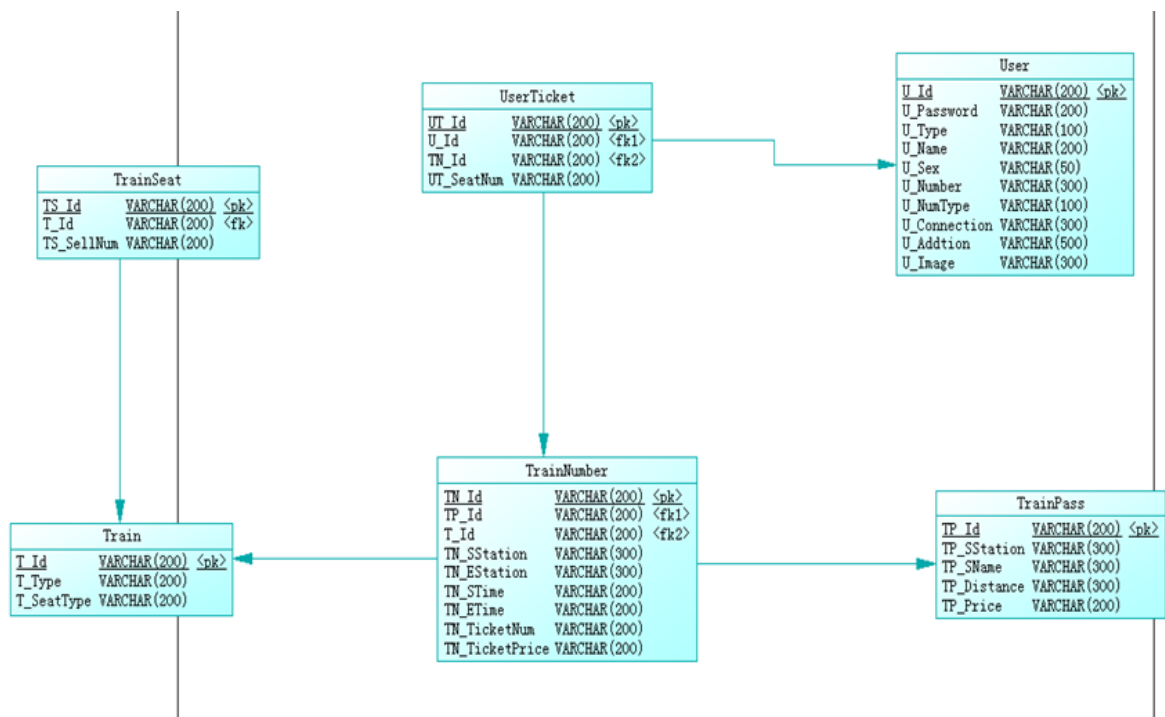 User
U_Id VARCHAR(200) <pk>
U_Password VARCHAR(200)
U_Type VARCHAR(100)
U_Name VARCHAR(200)
U_Sex VARCHAR(50)
U_Number VARCHAR(300)
U_NumType VARCHAR(100)
U_Connection VARCHAR(300)
U_Addtion VARCHAR(500)
U_Image VARCHAR(300)
UserTicket
UT_Id VARCHAR(200) <pk>
U_Id VARCHAR(200) <fk1>
TN_Id VARCHAR(200) <fk2>
UT_SeatNum VARCHAR(200)
TrainSeat
TS_Id VARCHAR(200) <pk>
T_Id VARCHAR(200) <fk>
TS_SellNum VARCHAR(200)
Train
T_Id VARCHAR(200) <pk>
T_Type VARCHAR(200)
T_SeatType VARCHAR(200)
TrainNumber
TN_Id VARCHAR(200) <pk>
TP_Id VARCHAR(200) <fk1>
T_Id VARCHAR(200) <fk2>
TN_SStation VARCHAR(300)
TN_EStation VARCHAR(300)
TN_STime VARCHAR(200)
TN_ETime VARCHAR(200)
TN_TicketNum VARCHAR(200)
TN_TicketPrice VARCHAR(200)
TrainPass
TP_Id VARCHAR(200) <pk>
TP_SStation VARCHAR(300)
TP_SName VARCHAR(300)
TP_Distance VARCHAR(300)
TP_Price VARCHAR(200)